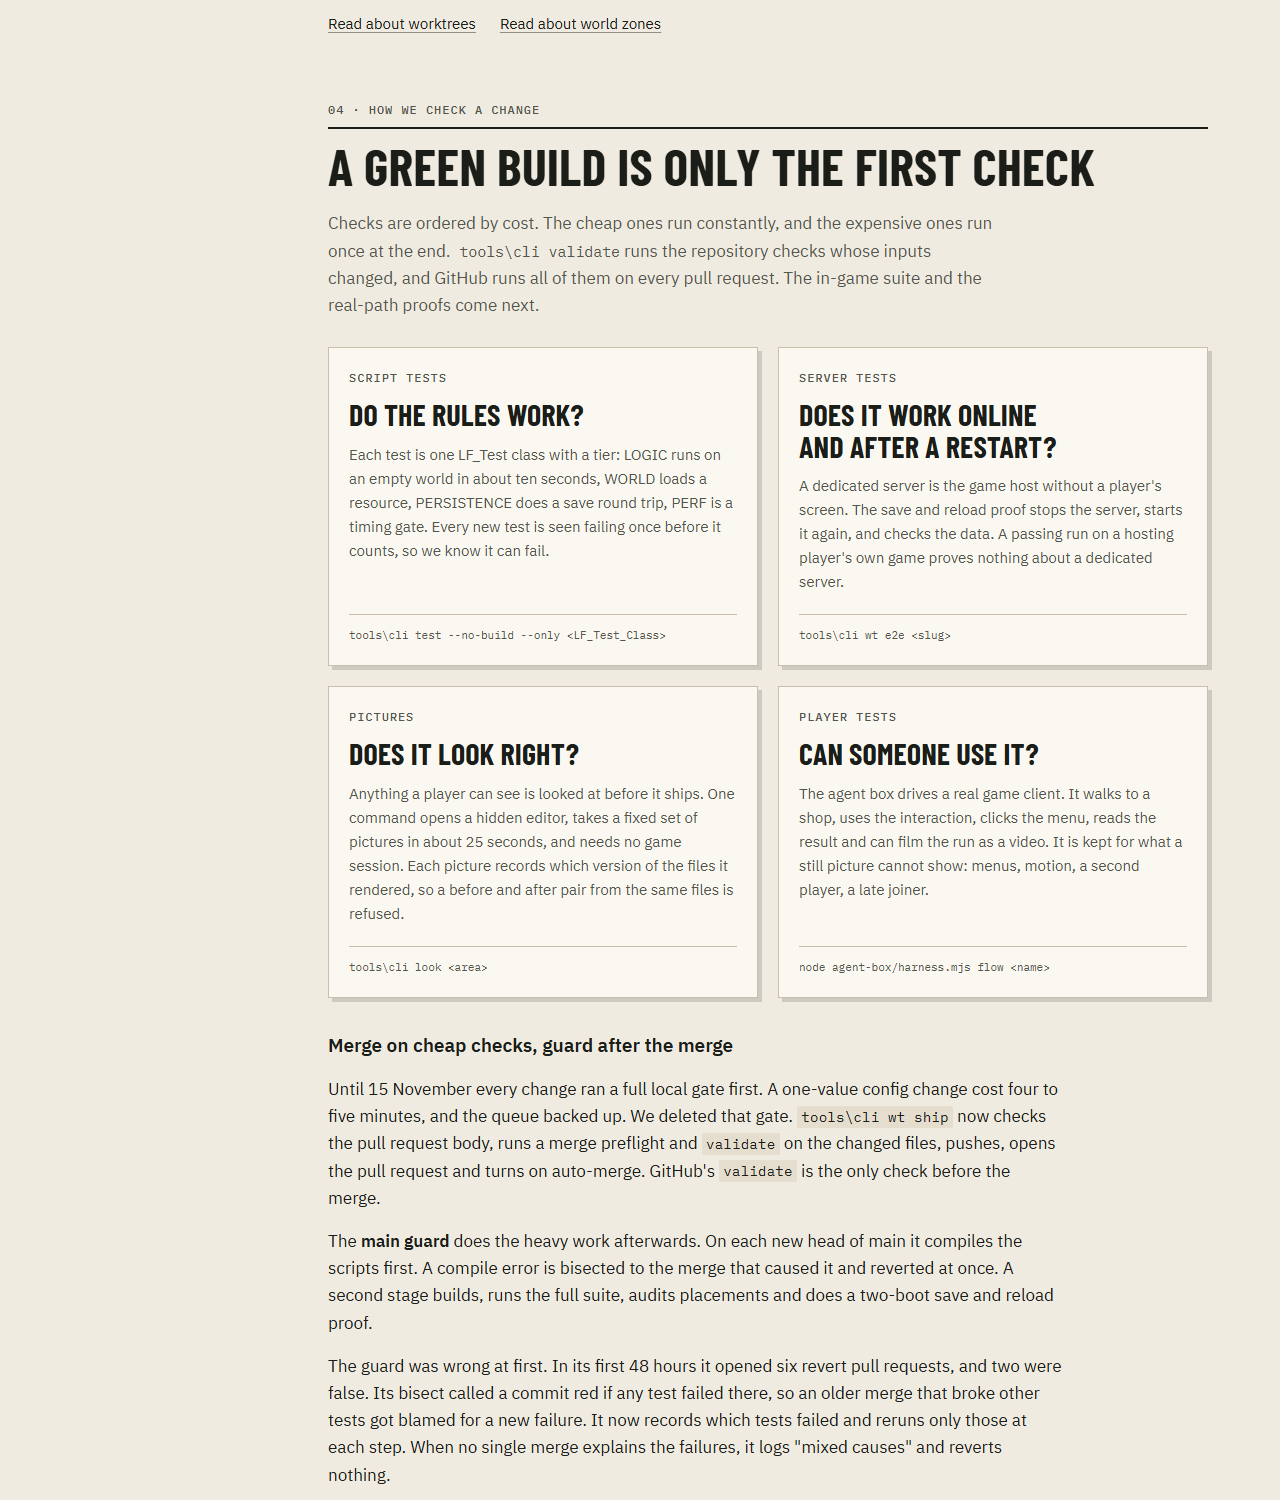 Read about worktrees
Read about world zones
04 · HOW WE CHECK A CHANGE
A GREEN BUILD IS ONLY THE FIRST CHECK
Checks are ordered by cost. The cheap ones run constantly, and the expensive ones run
once at the end. tools\cli validate runs the repository checks whose inputs
changed, and GitHub runs all of them on every pull request. The in-game suite and the
real-path proofs come next.
SCRIPT TESTS
DO THE RULES WORK?
Each test is one LF_Test class with a tier: LOGIC runs on
an empty world in about ten seconds, WORLD loads a
resource, PERSISTENCE does a save round trip, PERF is a
timing gate. Every new test is seen failing once before it
counts, so we know it can fail.
tools\cli test --no-build --only <LF_Test_Class>
SERVER TESTS
DOES IT WORK ONLINE
AND AFTER A RESTART?
A dedicated server is the game host without a player's
screen. The save and reload proof stops the server, starts
it again, and checks the data. A passing run on a hosting
player's own game proves nothing about a dedicated
server.
tools\cli wt e2e <slug>
PICTURES
DOES IT LOOK RIGHT?
Anything a player can see is looked at before it ships. One
command opens a hidden editor, takes a fixed set of
pictures in about 25 seconds, and needs no game
session. Each picture records which version of the files it
rendered, so a before and after pair from the same files is
refused.
tools\cli look <area>
PLAYER TESTS
CAN SOMEONE USE IT?
The agent box drives a real game client. It walks to a
shop, uses the interaction, clicks the menu, reads the
result and can film the run as a video. It is kept for what a
still picture cannot show: menus, motion, a second
player, a late joiner.
node agent-box/harness.mjs flow <name>
Merge on cheap checks, guard after the merge
Until 15 November every change ran a full local gate first. A one-value config change cost four to
five minutes, and the queue backed up. We deleted that gate. tools\cli wt ship now checks
the pull request body, runs a merge preflight and validate on the changed files, pushes, opens
the pull request and turns on auto-merge. GitHub's validate is the only check before the
merge.
The main guard does the heavy work afterwards. On each new head of main it compiles the
scripts first. A compile error is bisected to the merge that caused it and reverted at once. A
second stage builds, runs the full suite, audits placements and does a two-boot save and reload
proof.
The guard was wrong at first. In its first 48 hours it opened six revert pull requests, and two were
false. Its bisect called a commit red if any test failed there, so an older merge that broke other
tests got blamed for a new failure. It now records which tests failed and reruns only those at
each step. When no single merge explains the failures, it logs "mixed causes" and reverts
nothing.